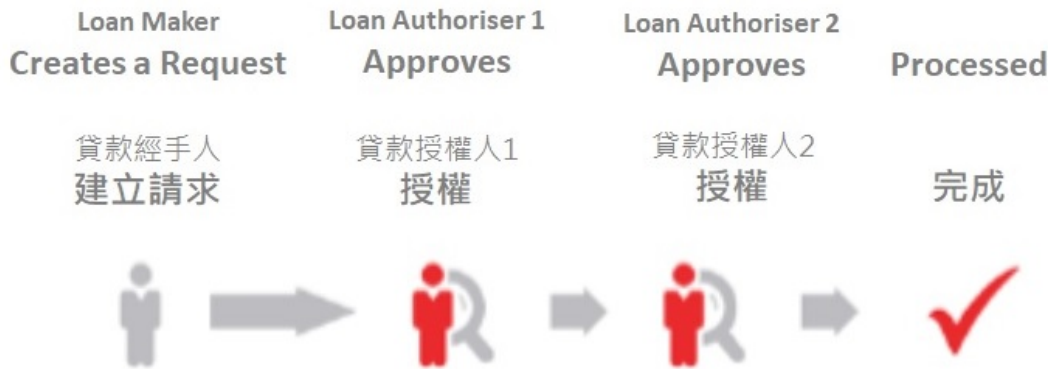 Loan Maker
Creates a Request
Loan Authoriser 1
Approves
Loan Authoriser 2
Approves
Processed
貸款經手人
建立請求
貸款授權人1
授權
貸款授權人2
授權
完成